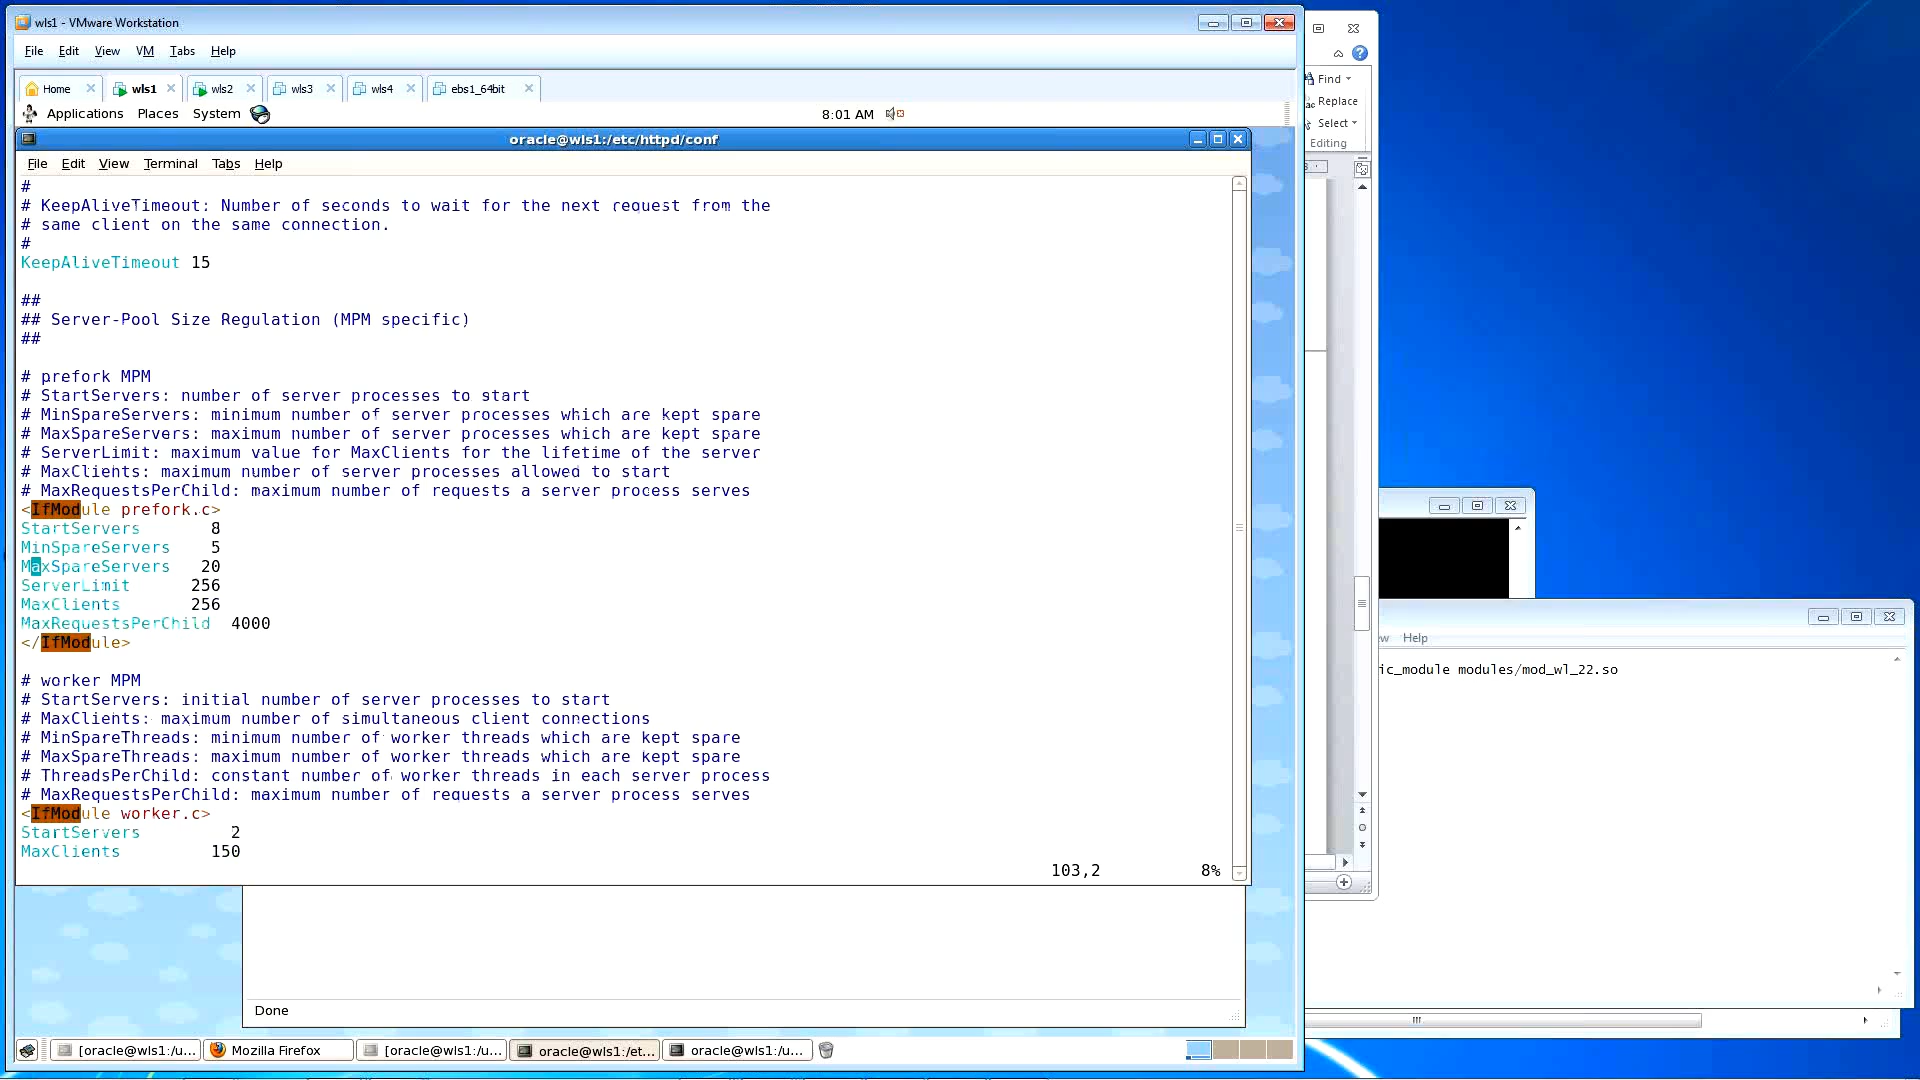 wls1 - VMware Workstation
File Edit View VM Tabs Help
Home wls1 wls2 wls3 wls4 ebs1_64bit
Applications Places System 8:01 AM
oracle@wls1:/etc/httpd/conf
File Edit View Terminal Tabs Help
#
# KeepAliveTimeout: Number of seconds to wait for the next request from the
# same client on the same connection.
#
KeepAliveTimeout 15
##
## Server-Pool Size Regulation (MPM specific)
##
# prefork MPM
# StartServers: number of server processes to start
# MinSpareServers: minimum number of server processes which are kept spare
# MaxSpareServers: maximum number of server processes which are kept spare
# ServerLimit: maximum value for MaxClients for the lifetime of the server
# MaxClients: maximum number of server processes allowed to start
# MaxRequestsPerChild: maximum number of requests a server process serves
<IfModule prefork.c>
StartServers 8
MinSpareServers 5
MaxSpareServers 20
ServerLimit 256
MaxClients 256
MaxRequestsPerChild 4000
</IfModule>
# worker MPM
# StartServers: initial number of server processes to start
# MaxClients: maximum number of simultaneous client connections
# MinSpareThreads: minimum number of worker threads which are kept spare
# MaxSpareThreads: maximum number of worker threads which are kept spare
# ThreadsPerChild: constant number of worker threads in each server process
# MaxRequestsPerChild: maximum number of requests a server process serves
<IfModule worker.c>
StartServers 2
MaxClients 150
103,2 8%
Done
[oracle@wls1:/u... Mozilla Firefox [oracle@wls1:/u... oracle@wls1:/et... oracle@wls1:/u...
Find
Replace
Select
Editing
Help
ic_module modules/mod_wl_22.so